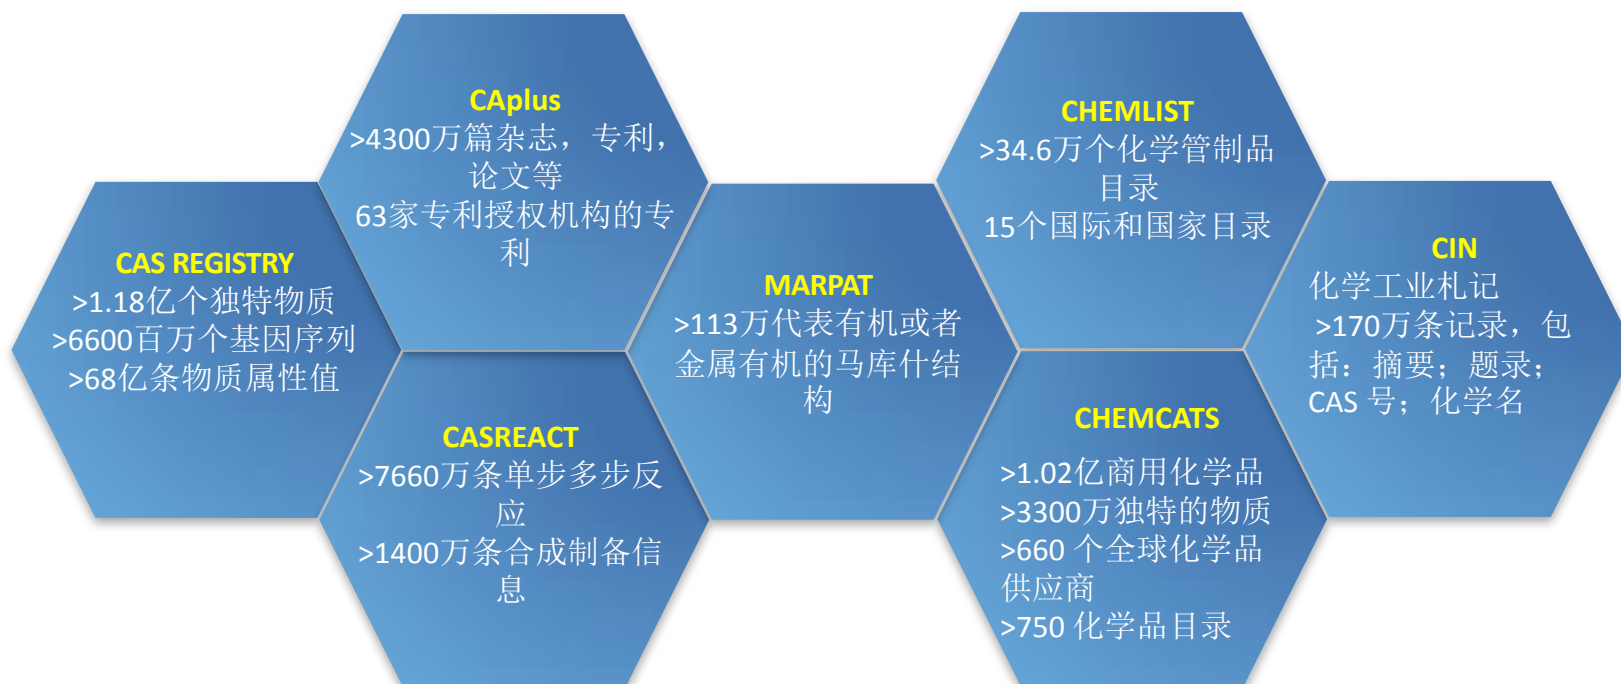 CAS REGISTRY
>1.18亿个独特物质
>6600百万个基因序列
>68亿条物质属性值
CAplus
>4300万篇杂志，专利，
论文等
63家专利授权机构的专
利
CASREACT
>7660万条单步多步反
应
>1400万条合成制备信
息
MARPAT
>113万代表有机或者
金属有机的马库什结
构
CHEMLIST
>34.6万个化学管制品
目录
15个国际和国家目录
CHEMCATS
>1.02亿商用化学品
>3300万独特的物质
>660 个全球化学品
供应商
>750 化学品目录
CIN
化学工业札记
>170万条记录，包
括：摘要；题录；
CAS 号；化学名